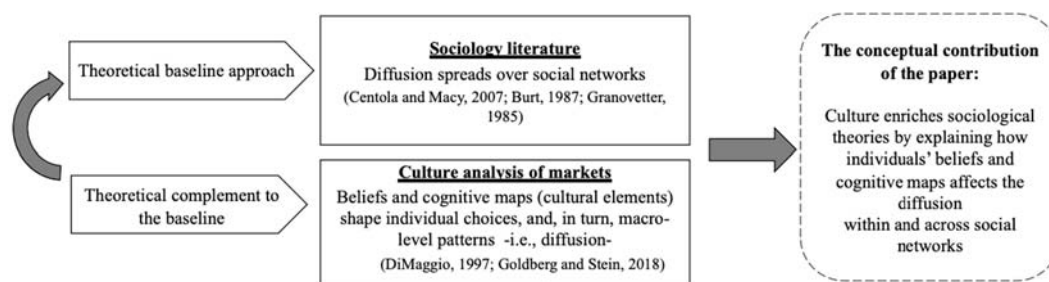 Theoretical baseline approach
Sociology literature
Diffusion spreads over social networks
(Centola and Macy, 2007; Burt, 1987; Granovetter,
1985)
Theoretical complement to
the baseline
Culture analysis of markets
Beliefs and cognitive maps (cultural elements)
shape individual choices, and, in turn, macro-
level patterns -i.e., diffusion-
(DiMaggio, 1997; Goldberg and Stein, 2018)
The conceptual contribution
of the paper:
Culture enriches sociological
theories by explaining how
individuals’ beliefs and
cognitive maps affects the
diffusion
within and across social
networks